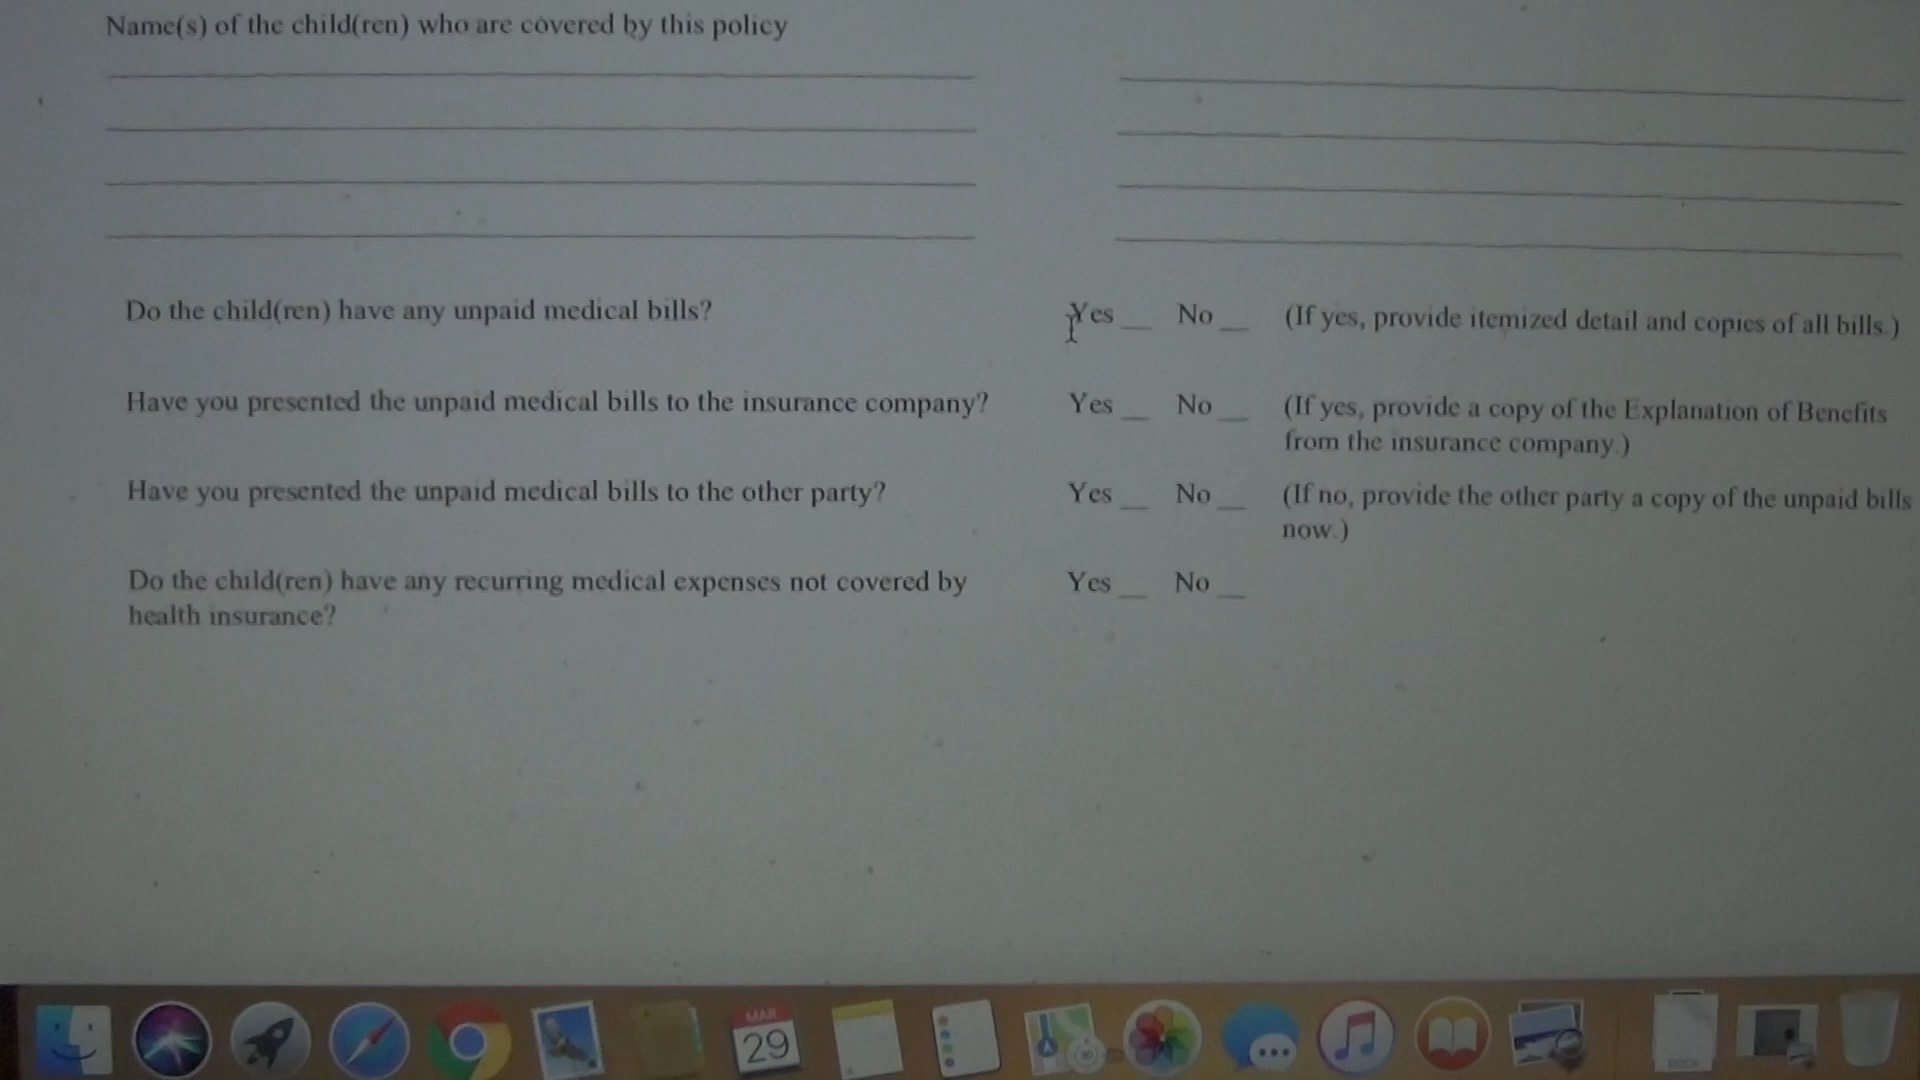 Name(s) of the child(ren) who are covered by this policy
Do the child(ren) have any unpaid medical bills? Yes __ No __ (If yes, provide itemized detail and copies of all bills.)
Have you presented the unpaid medical bills to the insurance company? Yes __ No __ (If yes, provide a copy of the Explanation of Benefits
from the insurance company.)
Have you presented the unpaid medical bills to the other party? Yes __ No __ (If no, provide the other party a copy of the unpaid bills
now.)
Do the child(ren) have any recurring medical expenses not covered by Yes __ No __
health insurance?
MAR
29
DOCX